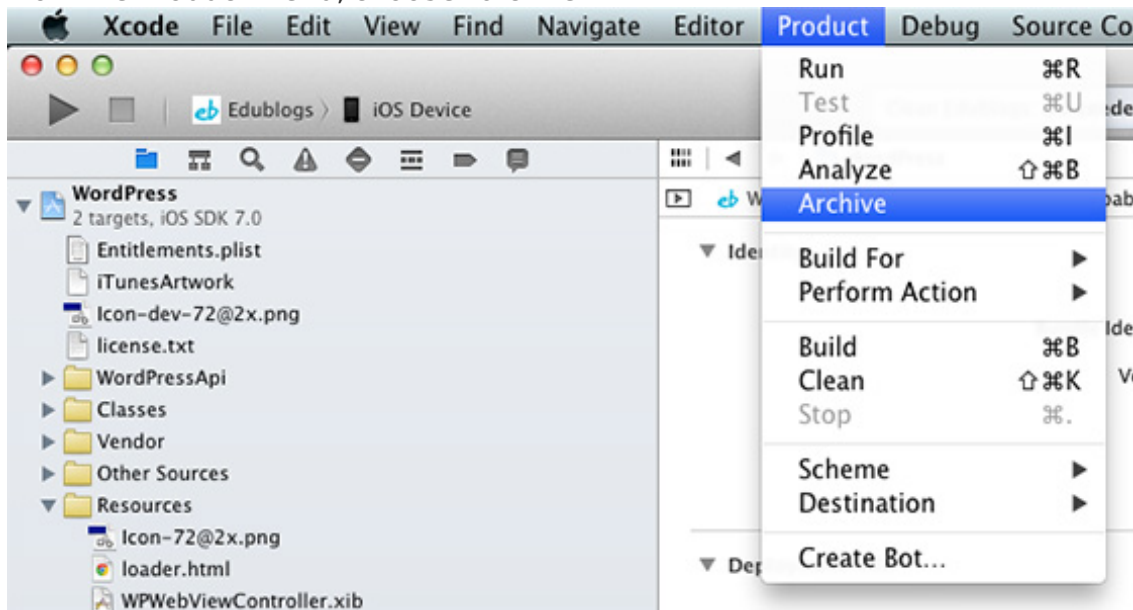 Xcode File Edit View Find Navigate Editor Product Debug Source Co
Edublogs iOS Device
WordPress
2 targets, iOS SDK 7.0
Entitlements.plist
iTunesArtwork
Icon-dev-72@2x.png
license.txt
WordPressApi
Classes
Vendor
Other Sources
Resources
Icon-72@2x.png
loader.html
WPWebViewController.xib
Run ⌘R
Test ⌘U
Profile ⌘I
Analyze ⇧⌘B
Archive
Build For
Perform Action
Build ⌘B
Clean ⇧⌘K
Stop ⌘.
Scheme
Destination
Create Bot...